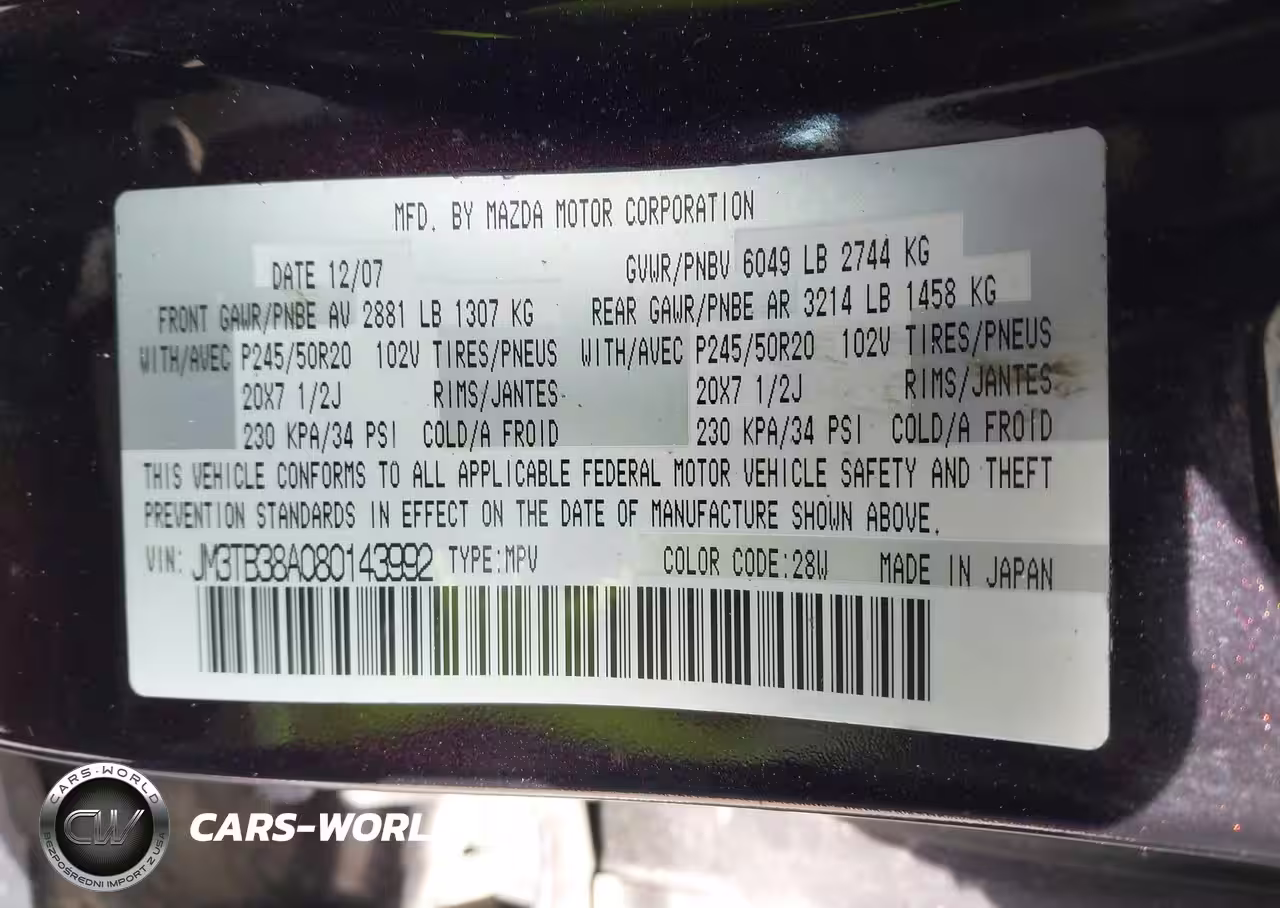 MFD. BY MAZDA MOTOR CORPORATION
DATE 12/07 GVWR/PNBV 6049 LB 2744 KG
FRONT GAWR/PNBE AV 2881 LB 1307 KG REAR GAWR/PNBE AR 3214 LB 1458 KG
WITH/AVEC P245/50R20 102V TIRES/PNEUS WITH/AVEC P245/50R20 102V TIRES/PNEUS
20X7 1/2J RIMS/JANTES 20X7 1/2J RIMS/JANTES
230 KPA/34 PSI COLD/A FROID 230 KPA/34 PSI COLD/A FROID
THIS VEHICLE CONFORMS TO ALL APPLICABLE FEDERAL MOTOR VEHICLE SAFETY AND THEFT
PREVENTION STANDARDS IN EFFECT ON THE DATE OF MANUFACTURE SHOWN ABOVE.
VIN: JM3TB38A080143992 TYPE:MPV COLOR CODE:28W MADE IN JAPAN
CARS-WORLD
CW
BEZPOŚREDNI IMPORT Z USA
CARS-WORL